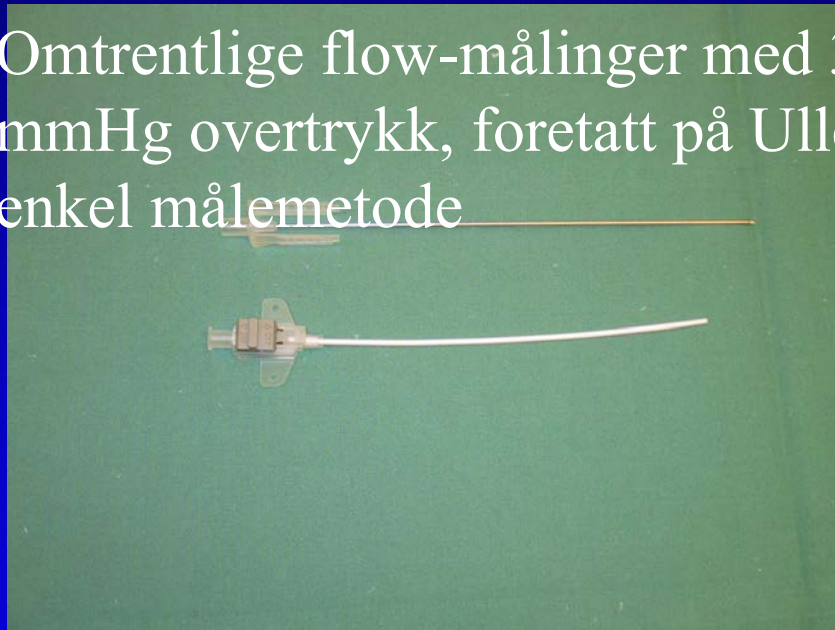 Omtrentlige flow-målinger med
mmHg overtrykk, foretatt på
enkel målemetode